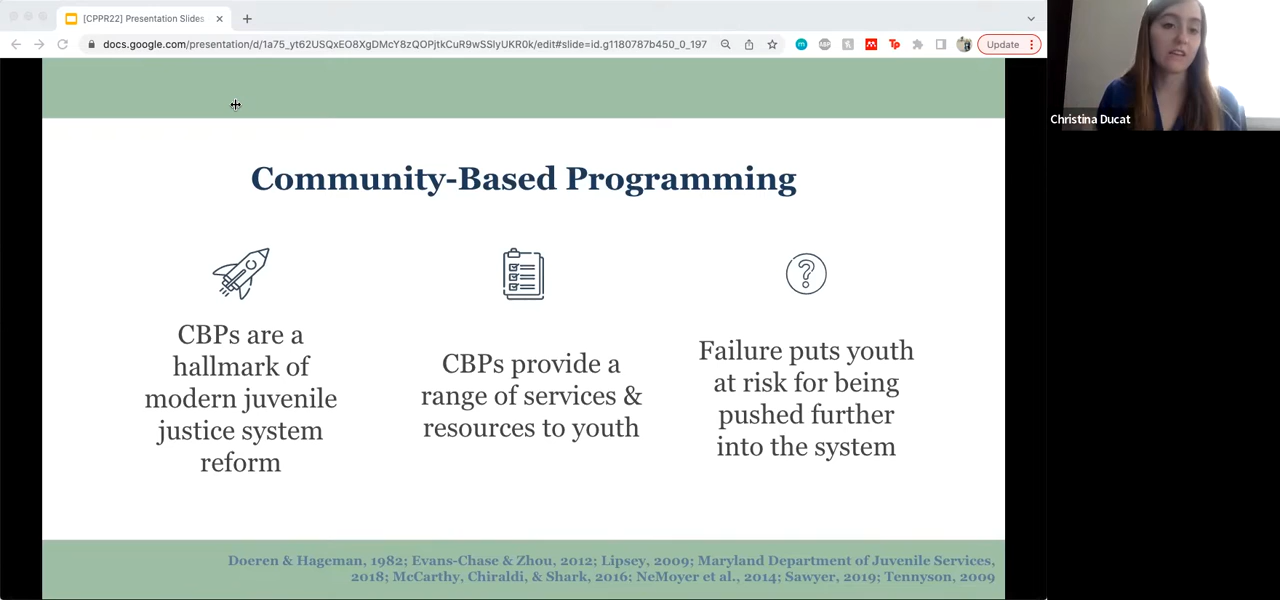 [CPPR22] Presentation Slides
docs.google.com/presentation/d/1a75_yt62USQxEO8XgDMcY8zQOPjtkCuR9wSSlyUKR0k/edit#slide=id.g1180787b450_0_197
Update
Christina Ducat
Community-Based Programming
CBPs are a
hallmark of
modern juvenile
justice system
reform
CBPs provide a
range of services &
resources to youth
Failure puts youth
at risk for being
pushed further
into the system
Doeren & Hageman, 1982; Evans-Chase & Zhou, 2012; Lipsey, 2009; Maryland Department of Juvenile Services,
2018; McCarthy, Chiraldi, & Shark, 2016; NeMoyer et al., 2014; Sawyer, 2019; Tennyson, 2009